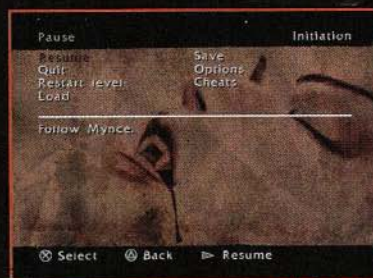 Pause Initiation
Resume Save
Quit Options
Restart level Cheats
Load
Follow Mynce.
Select Back Resume